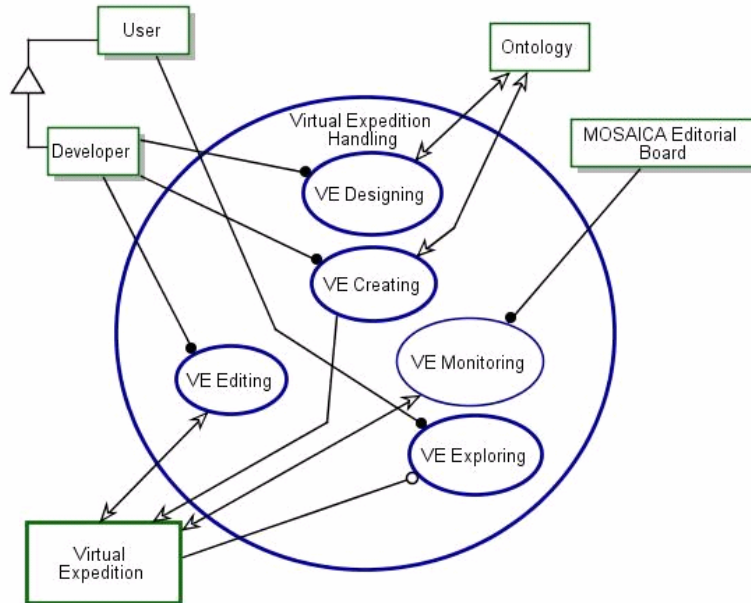 User
Ontology
Virtual Expedition
Handling
MOSAICA Editorial
Board
Developer
VE Designing
VE Creating
VE Monitoring
VE Editing
VE Exploring
Virtual
Expedition